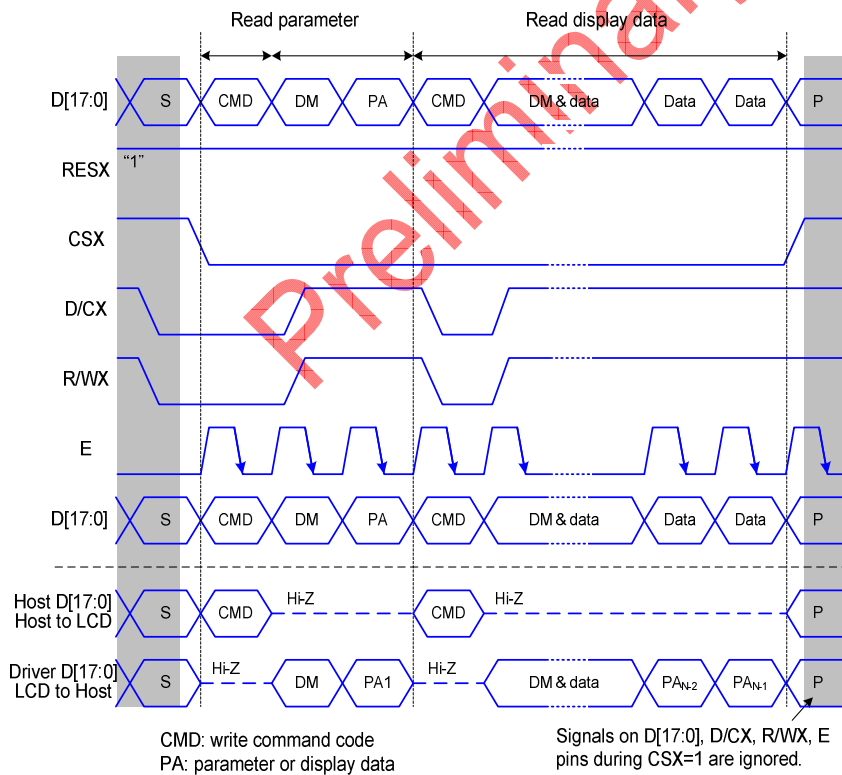 Read parameter
Read display data
D[17:0]
S
CMD
DM
PA
CMD
DM & data
Data
Data
P
RESX
“1”
CSX
D/CX
R/WX
E
D[17:0]
S
CMD
DM
PA
CMD
DM & data
Data
Data
P
Host D[17:0]
Host to LCD
S
CMD
Hi-Z
CMD
Hi-Z
P
Driver D[17:0]
LCD to Host
S
Hi-Z
DM
PA1
Hi-Z
DM & data
PAN-2
PAN-1
P
CMD: write command code
PA: parameter or display data
Signals on D[17:0], D/CX, R/WX, E
pins during CSX=1 are ignored.
Preliminary